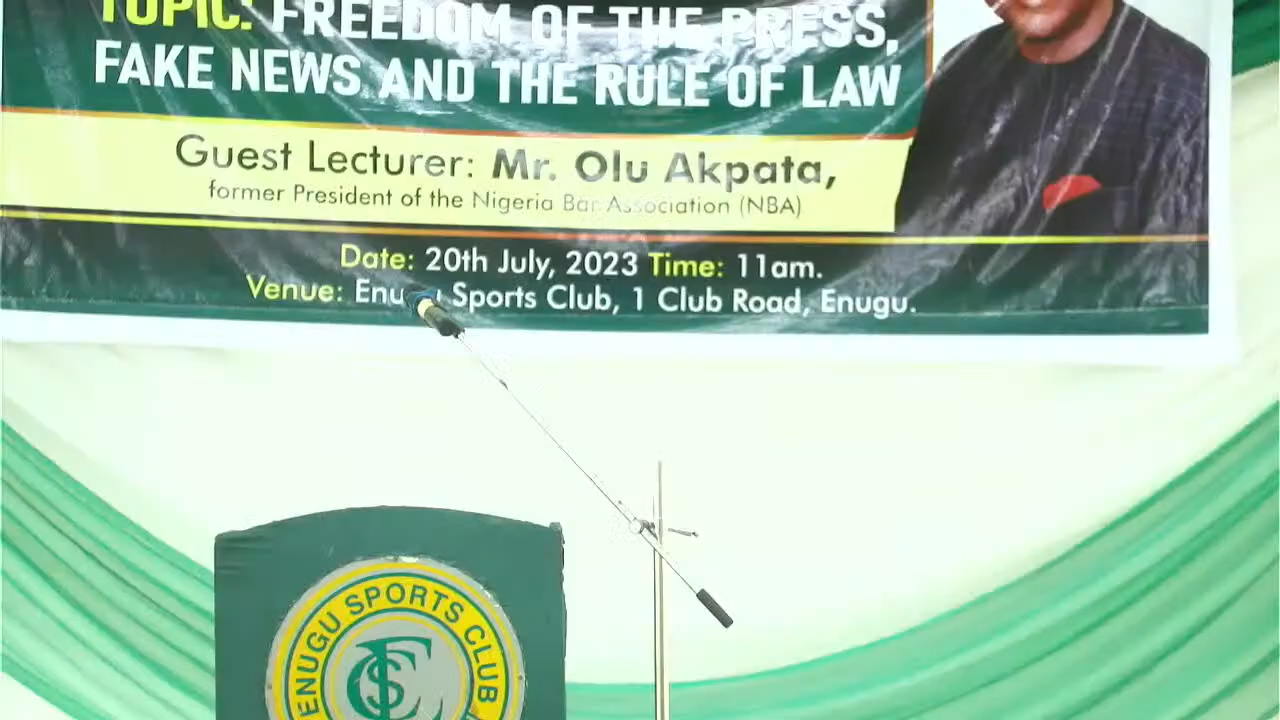 TOPIC: FREEDOM OF THE PRESS,
FAKE NEWS AND THE RULE OF LAW
Guest Lecturer: Mr. Olu Akpata,
former President of the Nigeria Bar Association (NBA)
Date: 20th July, 2023 Time: 11am.
Venue: Enugu Sports Club, 1 Club Road, Enugu.
ENUGU SPORTS CLUB
ESC